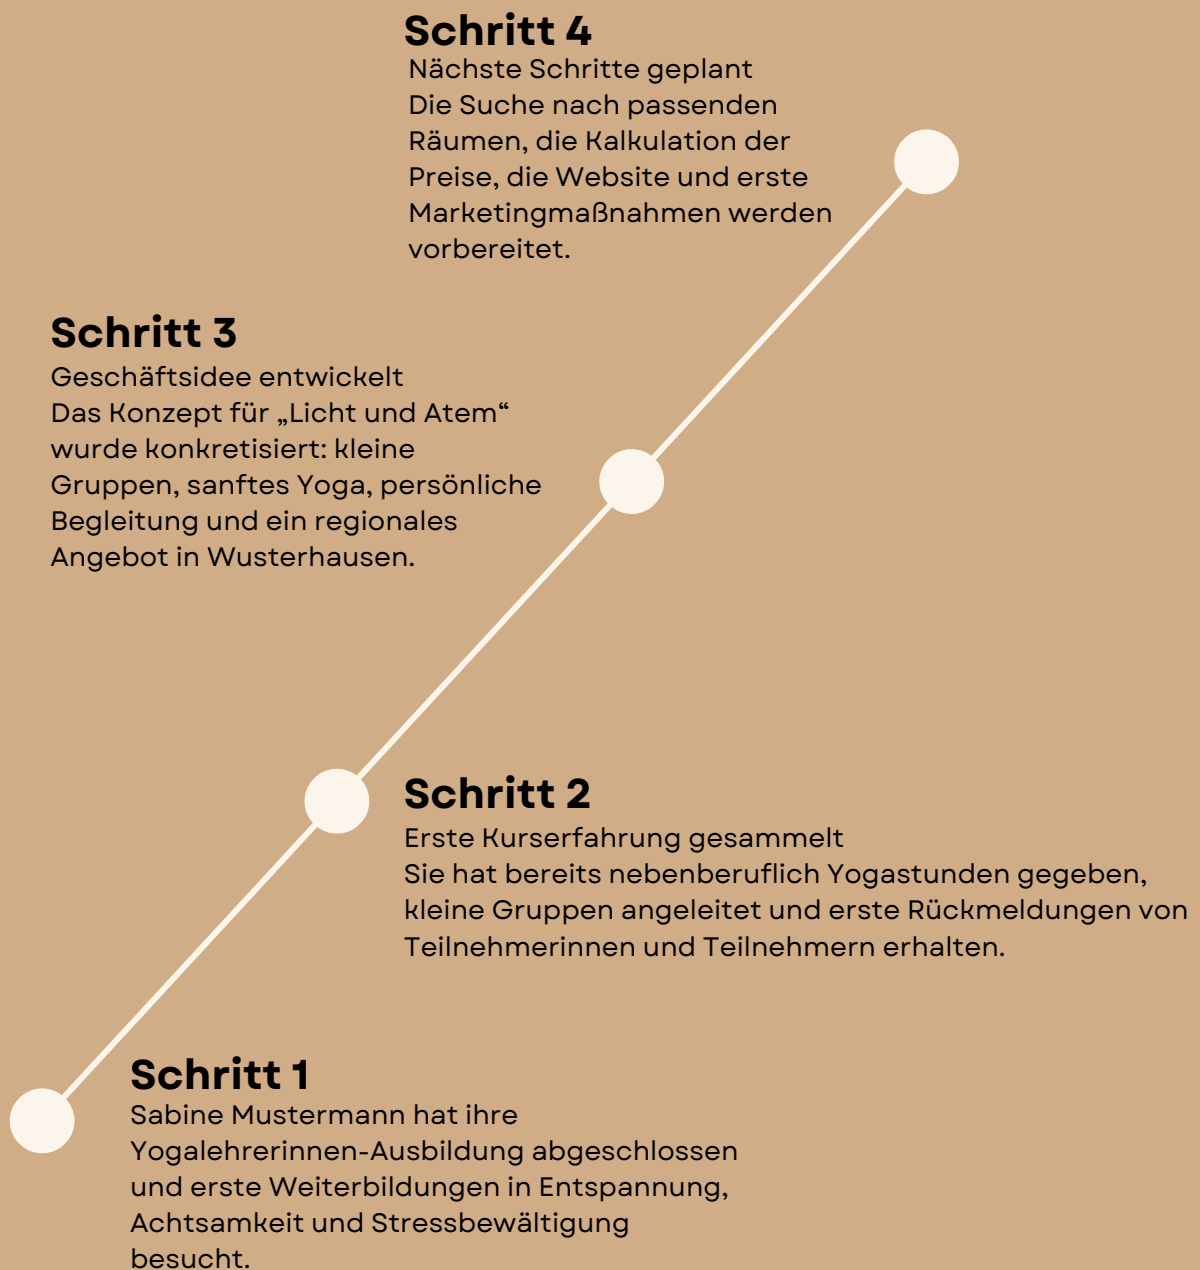 Schritt 4
Nächste Schritte geplant
Die Suche nach passenden
Räumen, die Kalkulation der
Preise, die Website und erste
Marketingmaßnahmen werden
vorbereitet.
Schritt 3
Geschäftsidee entwickelt
Das Konzept für „Licht und Atem“
wurde konkretisiert: kleine
Gruppen, sanftes Yoga, persönliche
Begleitung und ein regionales
Angebot in Wusterhausen.
Schritt 2
Erste Kurserfahrung gesammelt
Sie hat bereits nebenberuflich Yogastunden gegeben,
kleine Gruppen angeleitet und erste Rückmeldungen von
Teilnehmerinnen und Teilnehmern erhalten.
Schritt 1
Sabine Mustermann hat ihre
Yogalehrerinnen-Ausbildung abgeschlossen
und erste Weiterbildungen in Entspannung,
Achtsamkeit und Stressbewältigung
besucht.